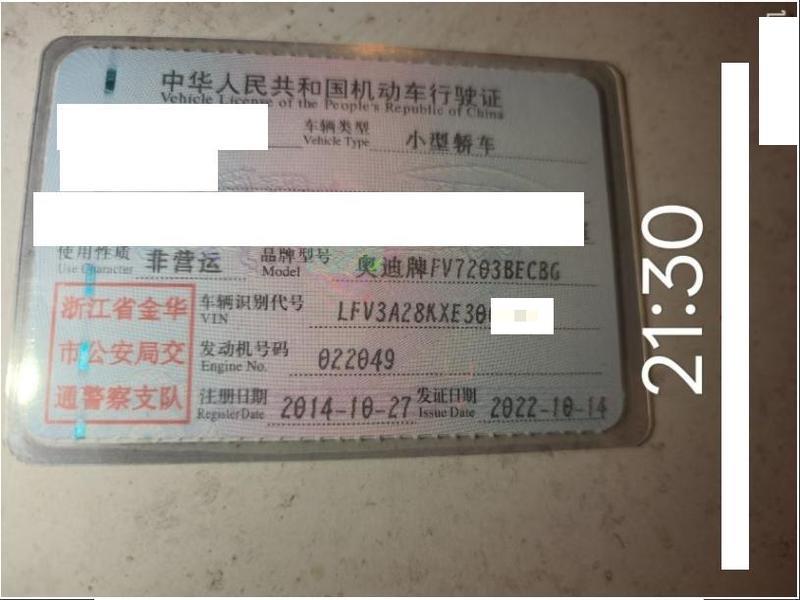 中华人民共和国机动车行驶证
Vehicle License of the People's Republic of China
车辆类型 小型轿车
Vehicle Type
使用性质 非营运 品牌型号 奥迪牌FV7203BECBG
Use Character Model
浙江省金华
市公安局交
通警察支队
车辆识别代号 LFV3A28KXE30
VIN
发动机号码 022049
Engine No.
注册日期 2014-10-27 发证日期 2022-10-14
Register Date Issue Date
21:30